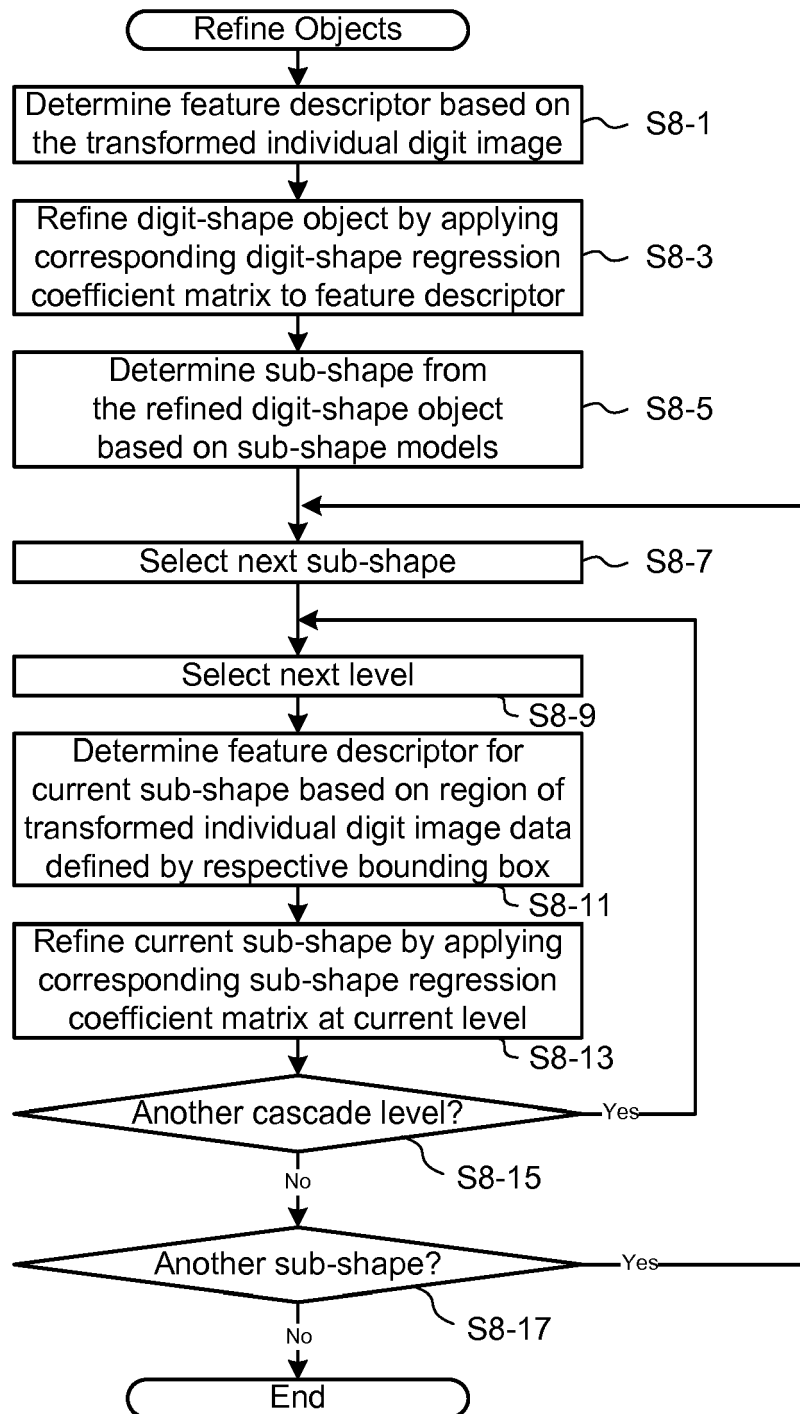 Refine Objects
Determine feature descriptor based on
the transformed individual digit image
S8-1
Refine digit-shape object by applying
corresponding digit-shape regression
coefficient matrix to feature descriptor
S8-3
Determine sub-shape from
the refined digit-shape object
based on sub-shape models
S8-5
Select next sub-shape
S8-7
Select next level
S8-9
Determine feature descriptor for
current sub-shape based on region of
transformed individual digit image data
defined by respective bounding box
S8-11
Refine current sub-shape by applying
corresponding sub-shape regression
coefficient matrix at current level
S8-13
Another cascade level?
Yes
S8-15
No
Another sub-shape?
Yes
S8-17
No
End